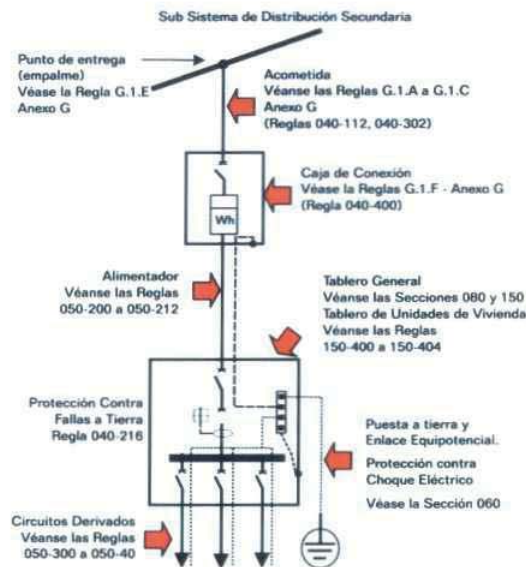 Sub Sistema de Distribución Secundaria
Punto de entrega
(empalme)
Véase la Regla G.1.E
Anexo G
Acometida
Véanse las Reglas G.1.A a G.1.C
Anexo G
(Reglas 040-112, 040-302)
Caja de Conexión
Véase la Reglas G.1.F - Anexo G
(Regla 040-400)
Wh
Alimentador
Véanse las Reglas
050-200 a 050-212
Tablero General
Véanse las Secciones 080 y 150
Tablero de Unidades de Vivienda
Véanse las Reglas
150-400 a 150-404
Protección Contra
Fallas a Tierra
Regla 040-216
Puesta a tierra y
Enlace Equipotencial.
Protección contra
Choque Eléctrico
Véase la Sección 060
Circuitos Derivados
Véanse las Reglas
050-300 a 050-40